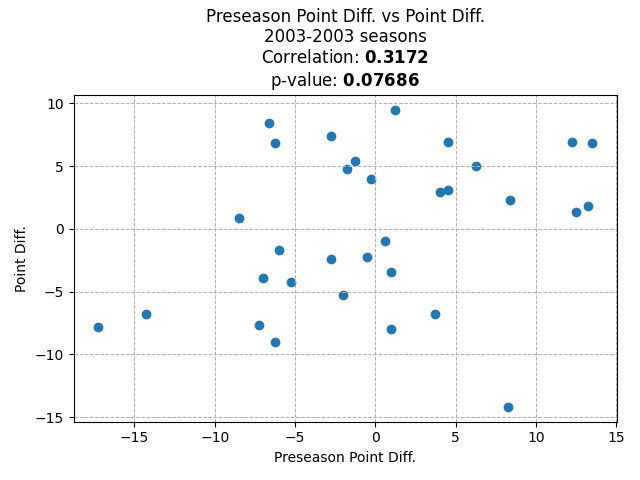 Preseason Point Diff. vs Point Diff.
2003-2003 seasons
Correlation: 0.3172
p-value: 0.07686
10
5
0
−5
−10
−15
Point Diff.
−15 −10 −5 0 5 10 15
Preseason Point Diff.